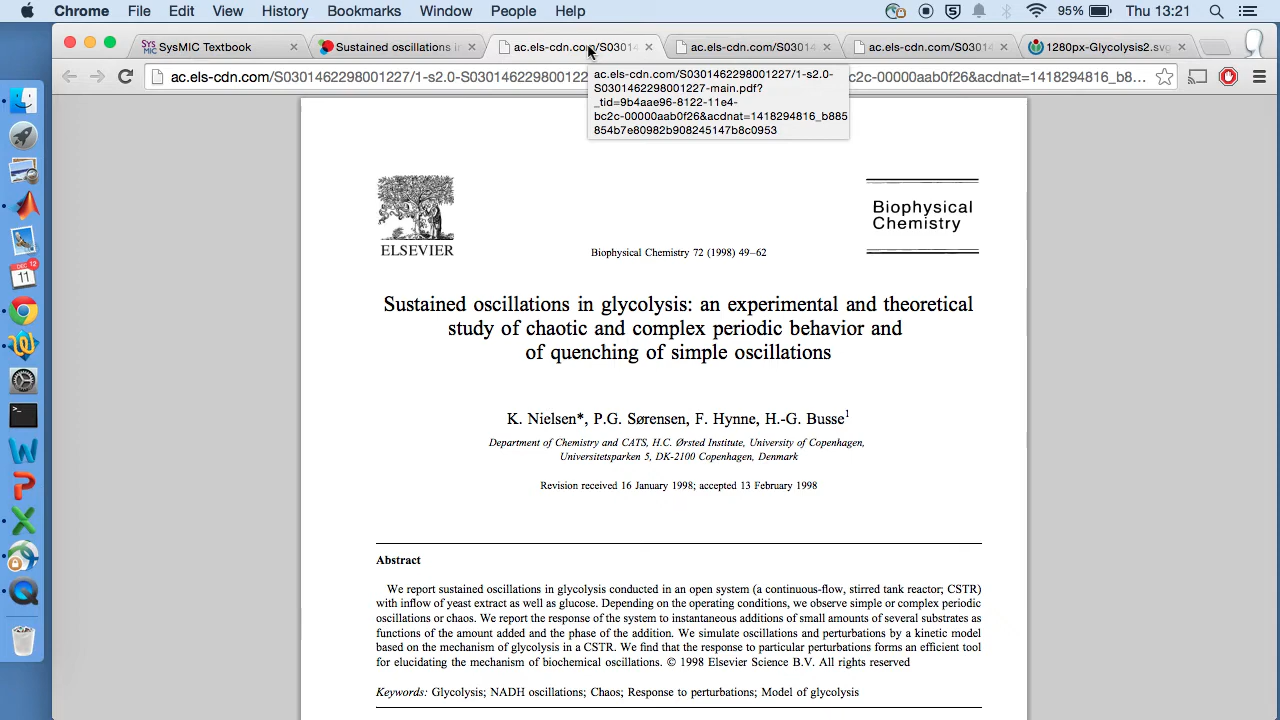 Chrome File Edit View History Bookmarks Window People Help 95% Thu 13:21
SysMIC Textbook × Sustained oscillations i × ac.els-cdn.com/S0301 × ac.els-cdn.com/S0301 × ac.els-cdn.com/S0301 × 1280px-Glycolysis2.svg ×
ac.els-cdn.com/S0301462298001227/1-s2.0-S0301462298001227 bc2c-00000aab0f26&acdnat=1418294816_b8...
ac.els-cdn.com/S0301462298001227/1-s2.0-
S0301462298001227-main.pdf?
_tid=9b4aae96-8122-11e4-
bc2c-00000aab0f26&acdnat=1418294816_b885
854b7e80982b908245147b8c0953
ELSEVIER
Biophysical Chemistry 72 (1998) 49–62
Biophysical
Chemistry
Sustained oscillations in glycolysis: an experimental and theoretical
study of chaotic and complex periodic behavior and
of quenching of simple oscillations
K. Nielsen*, P.G. Sørensen, F. Hynne, H.-G. Busse1
Department of Chemistry and CATS, H.C. Ørsted Institute, University of Copenhagen,
Universitetsparken 5, DK-2100 Copenhagen, Denmark
Revision received 16 January 1998; accepted 13 February 1998
Abstract
We report sustained oscillations in glycolysis conducted in an open system (a continuous-flow, stirred tank reactor; CSTR)
with inflow of yeast extract as well as glucose. Depending on the operating conditions, we observe simple or complex periodic
oscillations or chaos. We report the response of the system to instantaneous additions of small amounts of several substrates as
functions of the amount added and the phase of the addition. We simulate oscillations and perturbations by a kinetic model
based on the mechanism of glycolysis in a CSTR. We find that the response to particular perturbations forms an efficient tool
for elucidating the mechanism of biochemical oscillations. © 1998 Elsevier Science B.V. All rights reserved
Keywords: Glycolysis; NADH oscillations; Chaos; Response to perturbations; Model of glycolysis
DEC 12
11